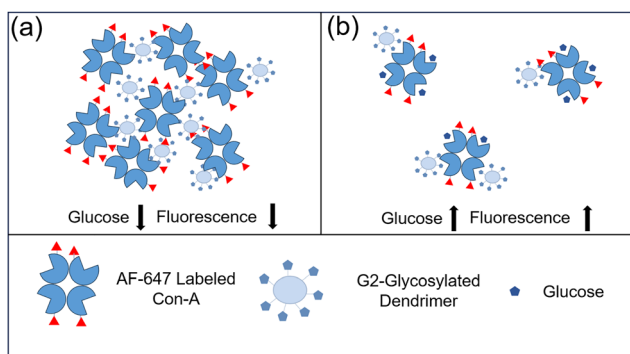 (a)
(b)
Glucose Fluorescence
Glucose Fluorescence
AF-647 Labeled
Con-A
G2-Glycosylated
Dendrimer
Glucose